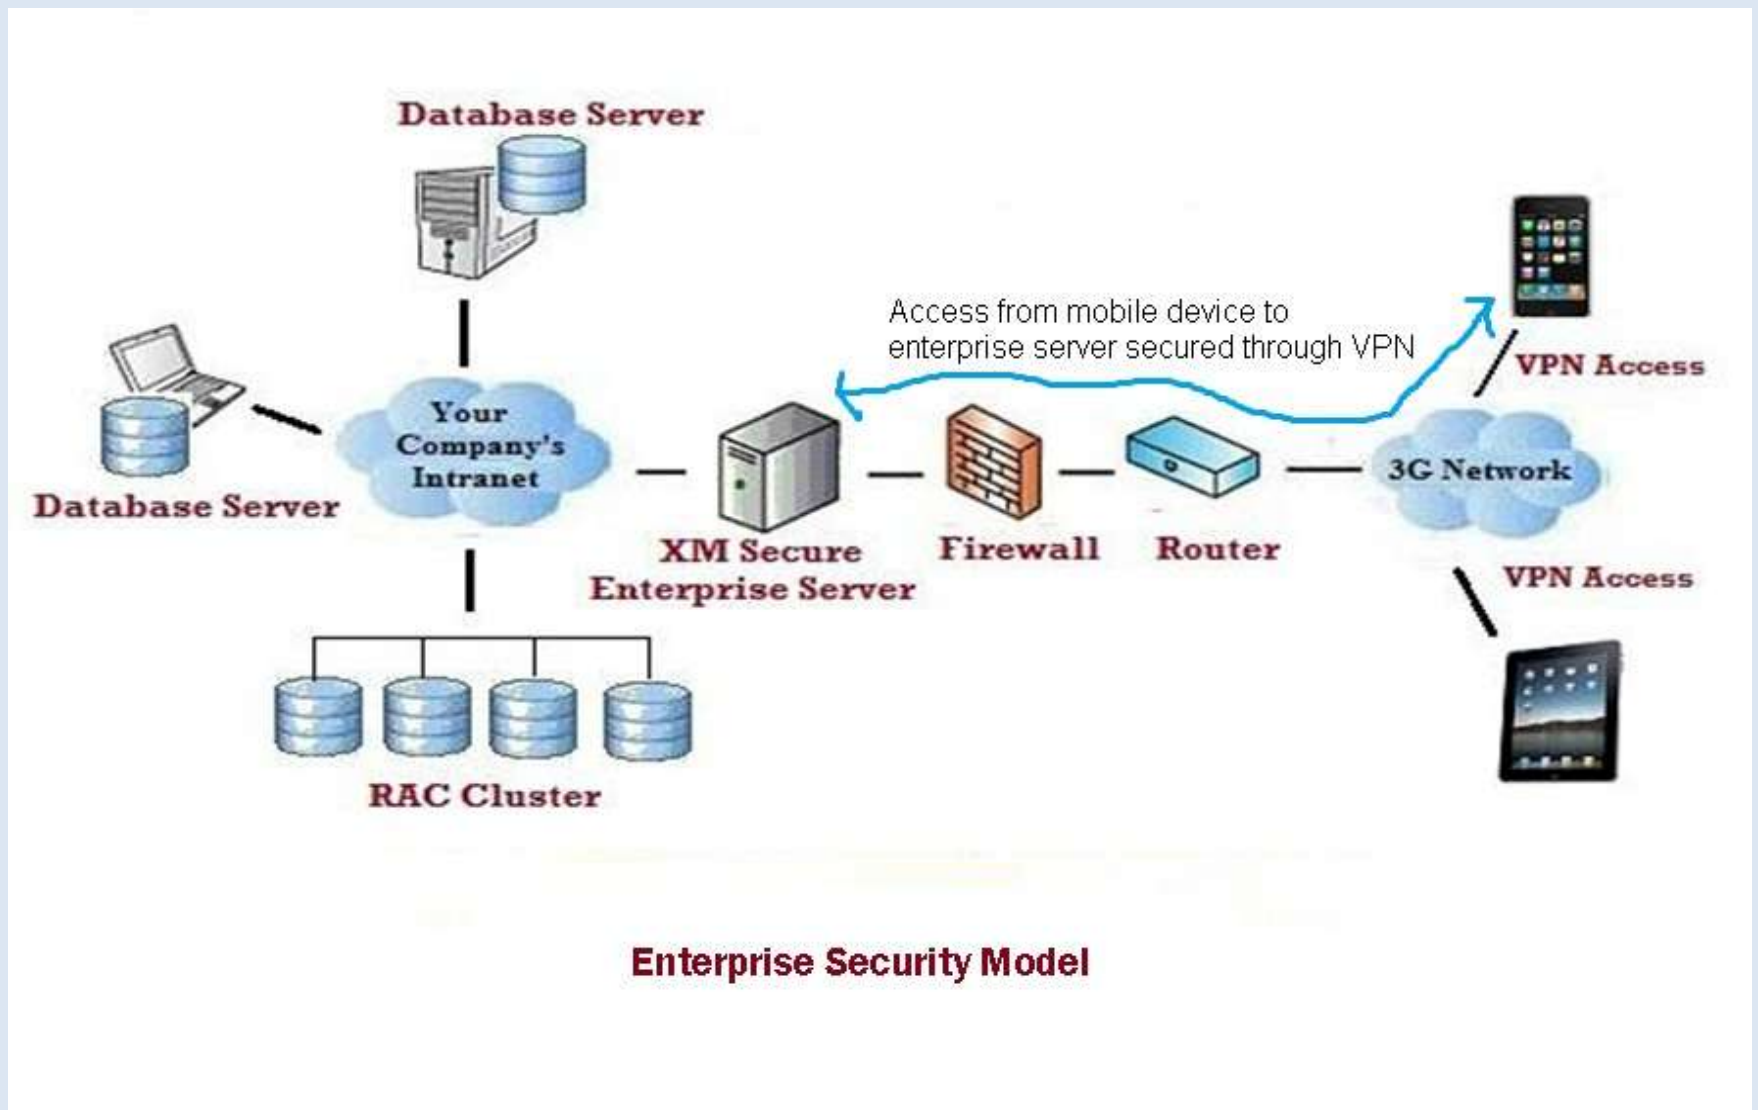 Database Server
Access from mobile device to
enterprise server secured through VPN
VPN Access
Your
Company's
Intranet
3G Network
Database Server
XM Secure
Enterprise Server
Firewall
Router
VPN Access
RAC Cluster
Enterprise Security Model